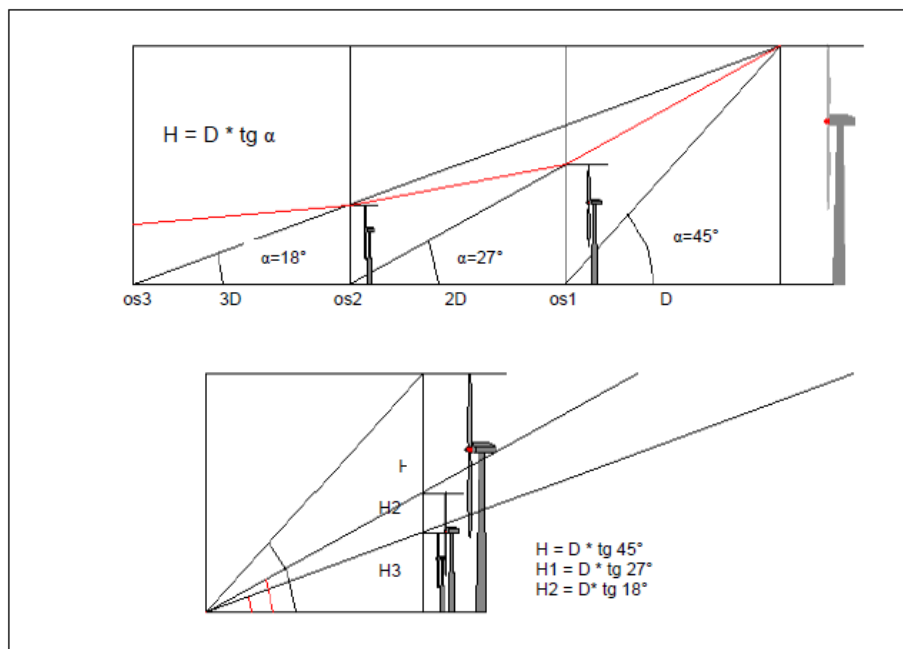 H = D * tg α
α=18°
α=27°
α=45°
os3
3D
os2
2D
os1
D
H
H2
H3
H = D * tg 45°
H1 = D * tg 27°
H2 = D* tg 18°